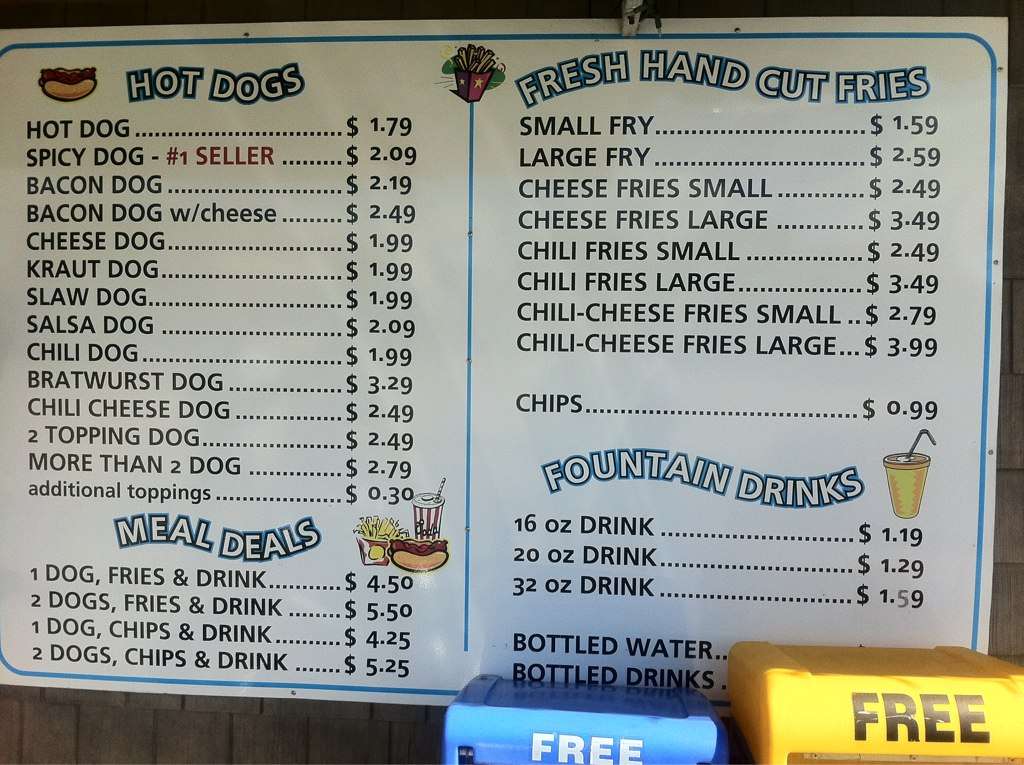 HOT DOGS
HOT DOG ................................ $ 1.79
SPICY DOG - #1 SELLER ......... $ 2.09
BACON DOG ........................... $ 2.19
BACON DOG w/cheese ......... $ 2.49
CHEESE DOG........................... $ 1.99
KRAUT DOG............................ $ 1.99
SLAW DOG.............................. $ 1.99
SALSA DOG ............................ $ 2.09
CHILI DOG ............................... $ 1.99
BRATWURST DOG ................. $ 3.29
CHILI CHEESE DOG ................ $ 2.49
2 TOPPING DOG..................... $ 2.49
MORE THAN 2 DOG .............. $ 2.79
additional toppings ................... $ 0.30
MEAL DEALS
1 DOG, FRIES & DRINK........... $ 4.50
2 DOGS, FRIES & DRINK ........ $ 5.50
1 DOG, CHIPS & DRINK.......... $ 4.25
2 DOGS, CHIPS & DRINK ....... $ 5.25
FRESH HAND CUT FRIES
SMALL FRY............................... $ 1.59
LARGE FRY............................... $ 2.59
CHEESE FRIES SMALL ............. $ 2.49
CHEESE FRIES LARGE ............. $ 3.49
CHILI FRIES SMALL ................. $ 2.49
CHILI FRIES LARGE.................. $ 3.49
CHILI-CHEESE FRIES SMALL .. $ 2.79
CHILI-CHEESE FRIES LARGE... $ 3.99
CHIPS........................................ $ 0.99
FOUNTAIN DRINKS
16 oz DRINK ............................ $ 1.19
20 oz DRINK............................. $ 1.29
32 oz DRINK ............................ $ 1.59
BOTTLED WATER..
BOTTLED DRINKS .
FREE
FREE